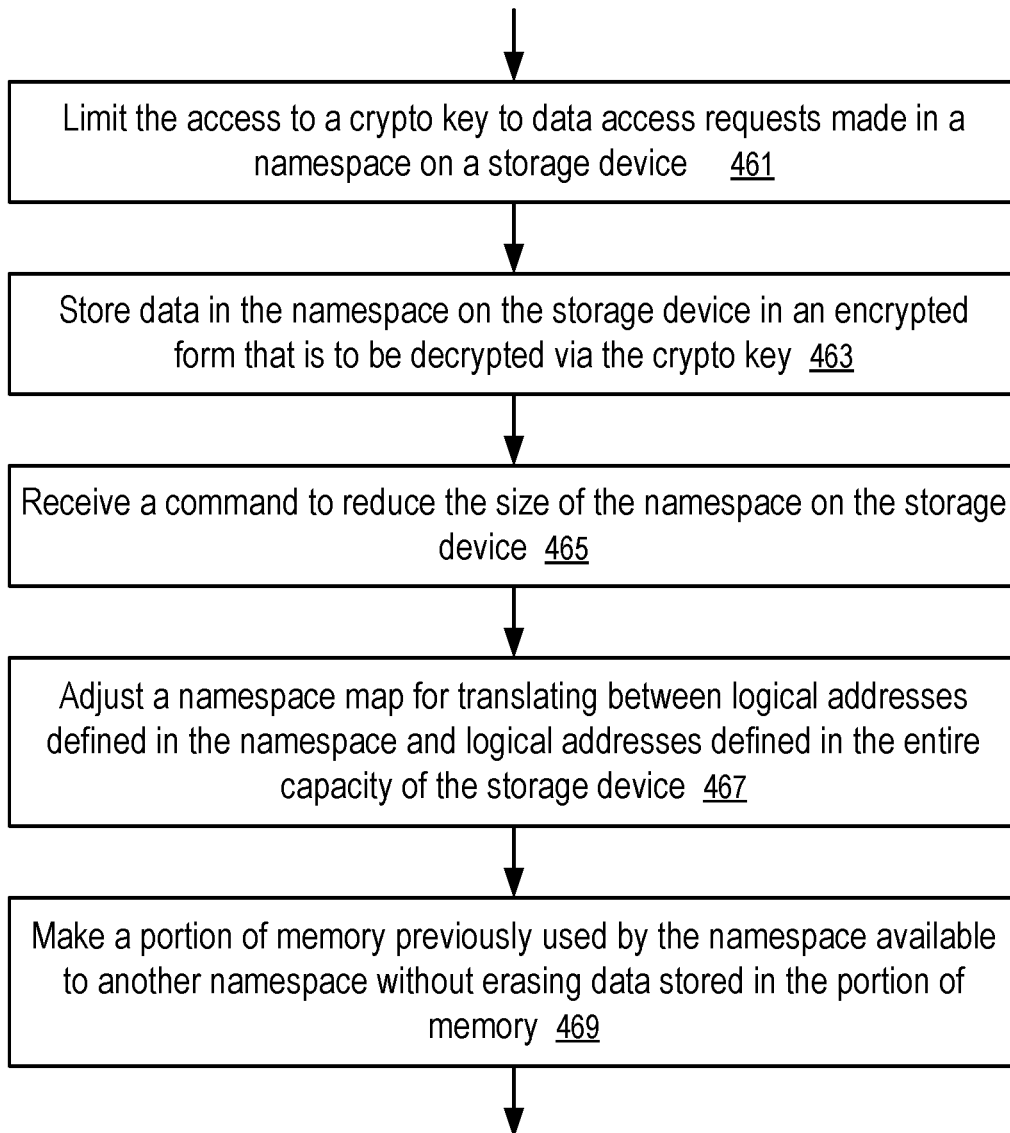 Limit the access to a crypto key to data access requests made in a
namespace on a storage device 461
Store data in the namespace on the storage device in an encrypted
form that is to be decrypted via the crypto key 463
Receive a command to reduce the size of the namespace on the storage
device 465
Adjust a namespace map for translating between logical addresses
defined in the namespace and logical addresses defined in the entire
capacity of the storage device 467
Make a portion of memory previously used by the namespace available
to another namespace without erasing data stored in the portion of
memory 469